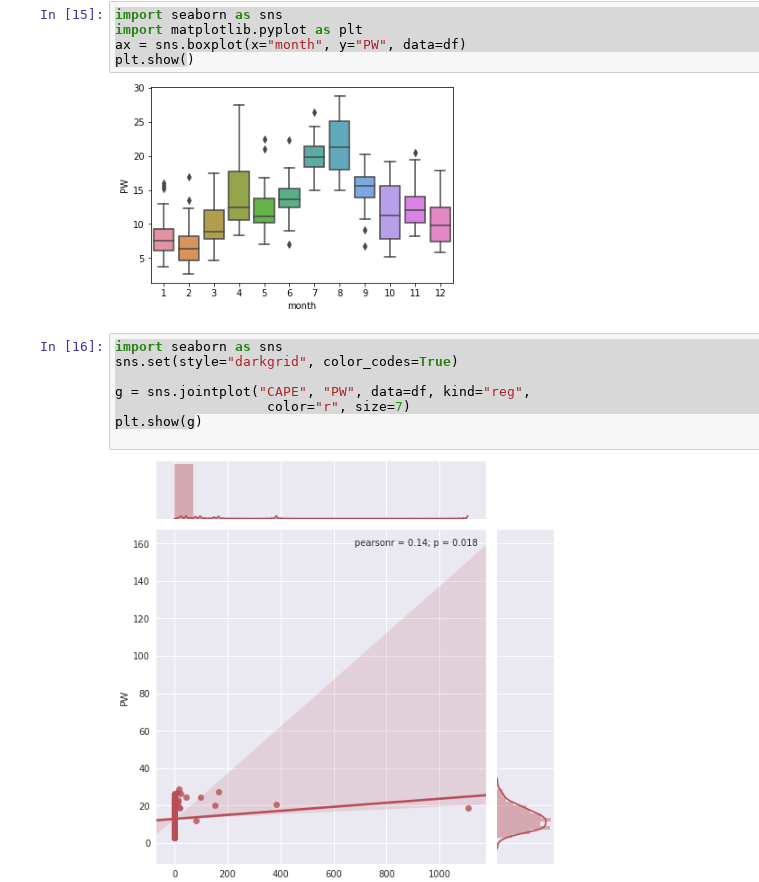 In [15]: import seaborn as sns
import matplotlib.pyplot as plt
ax = sns.boxplot(x="month", y="PW", data=df)
plt.show()
30
25
20
15
10
5
PW
1 2 3 4 5 6 7 8 9 10 11 12
month
In [16]: import seaborn as sns
sns.set(style="darkgrid", color_codes=True)
g = sns.jointplot("CAPE", "PW", data=df, kind="reg",
color="r", size=7)
plt.show(g)
pearsonr = 0.14; p = 0.018
160
140
120
100
80
60
40
20
0
PW
0 200 400 600 800 1000